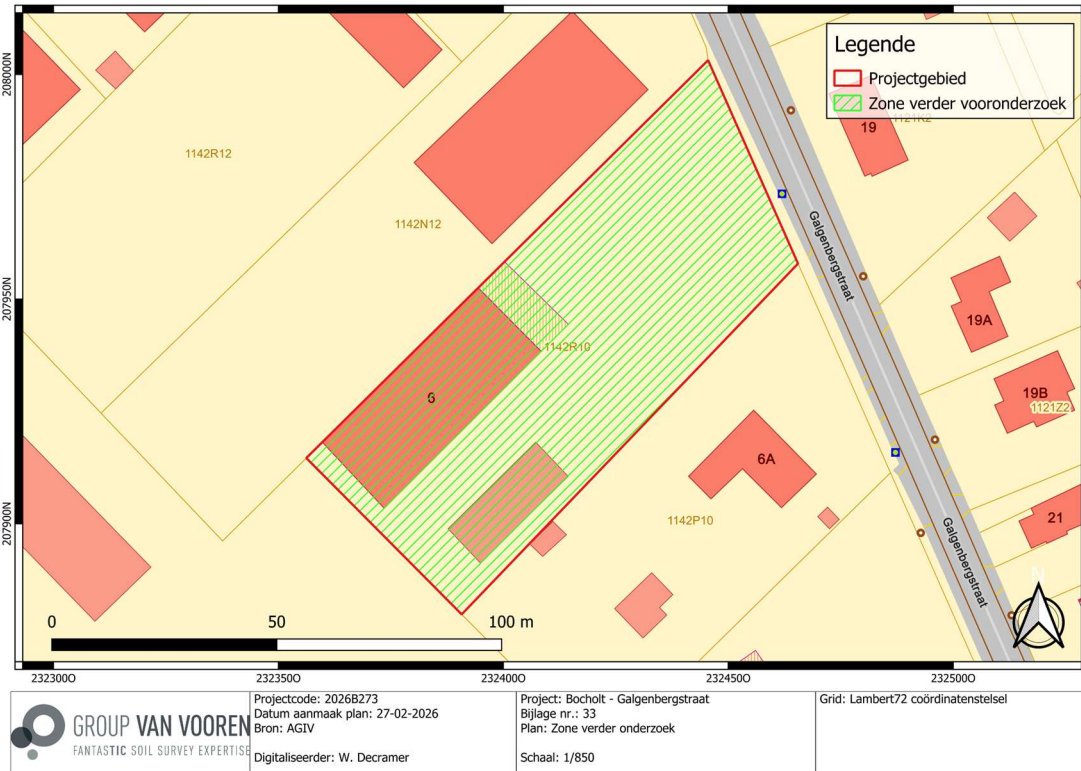 Legende
Projectgebied
Zone verder vooronderzoek
208000N
207950N
207900N
1142R12
1142N12
1142R10
1142P10
1121K2
1121Z2
19
19A
19B
21
6
6A
Galgenbergstraat
Galgenbergstraat
N
0 50 100 m
2323000 2323500 2324000 2324500 2325000
GROUP VAN VOOREN
FANTASTIC SOIL SURVEY EXPERTISE
Projectcode: 2026B273
Datum aanmaak plan: 27-02-2026
Bron: AGIV
Digitaliseerder: W. Decramer
Project: Bocholt - Galgenbergstraat
Bijlage nr.: 33
Plan: Zone verder onderzoek
Schaal: 1/850
Grid: Lambert72 coördinatenstelsel